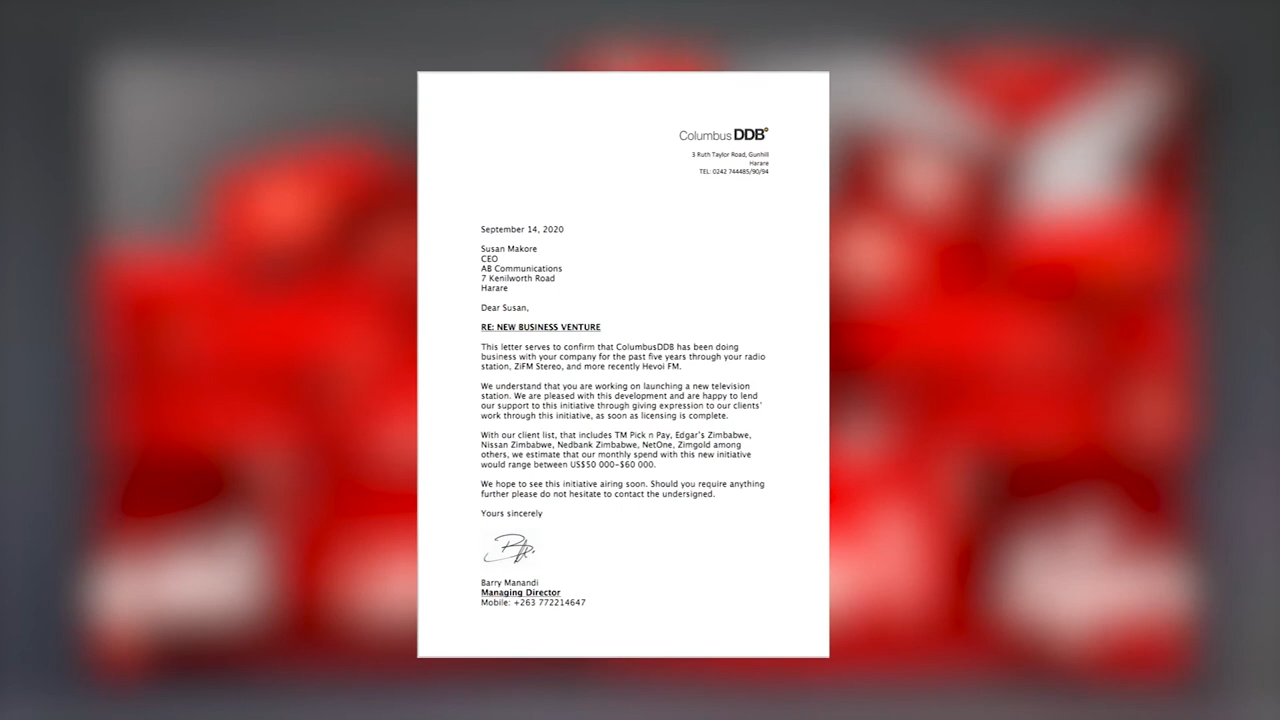 Columbus DDB°
3 Ruth Taylor Road, Gunhill
Harare
TEL: 0242 744485/90/94
September 14, 2020
Susan Makore
CEO
AB Communications
7 Kenilworth Road
Harare
Dear Susan,
RE: NEW BUSINESS VENTURE
This letter serves to confirm that ColumbusDDB has been doing
business with your company for the past five years through your radio
station, ZiFM Stereo, and more recently Hevoi FM.
We understand that you are working on launching a new television
station. We are pleased with this development and are happy to lend
our support to this initiative through giving expression to our clients'
work through this initiative, as soon as licensing is complete.
With our client list, that includes TM Pick n Pay, Edgar's Zimbabwe,
Nissan Zimbabwe, Nedbank Zimbabwe, NetOne, Zimgold among
others, we estimate that our monthly spend with this new initiative
would range between US$50 000-$60 000.
We hope to see this initiative airing soon. Should you require anything
further please do not hesitate to contact the undersigned.
Yours sincerely
Barry Manandi
Managing Director
Mobile: +263 772214647